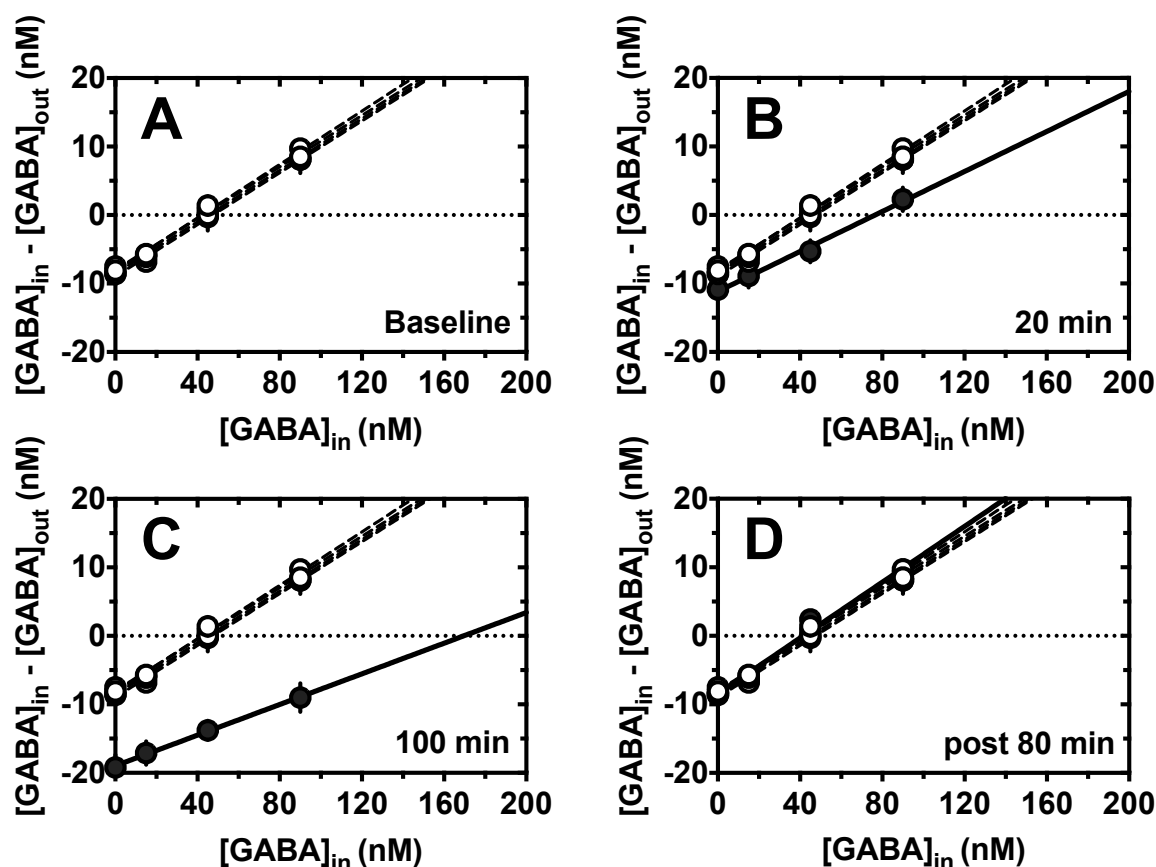 [GABA]in - [GABA]out (nM)
20
10
0
-10
-20
A
Baseline
0 40 80 120 160 200
[GABA]in (nM)
[GABA]in - [GABA]out (nM)
20
10
0
-10
-20
B
20 min
0 40 80 120 160 200
[GABA]in (nM)
[GABA]in - [GABA]out (nM)
20
10
0
-10
-20
C
100 min
0 40 80 120 160 200
[GABA]in (nM)
[GABA]in - [GABA]out (nM)
20
10
0
-10
-20
D
post 80 min
0 40 80 120 160 200
[GABA]in (nM)